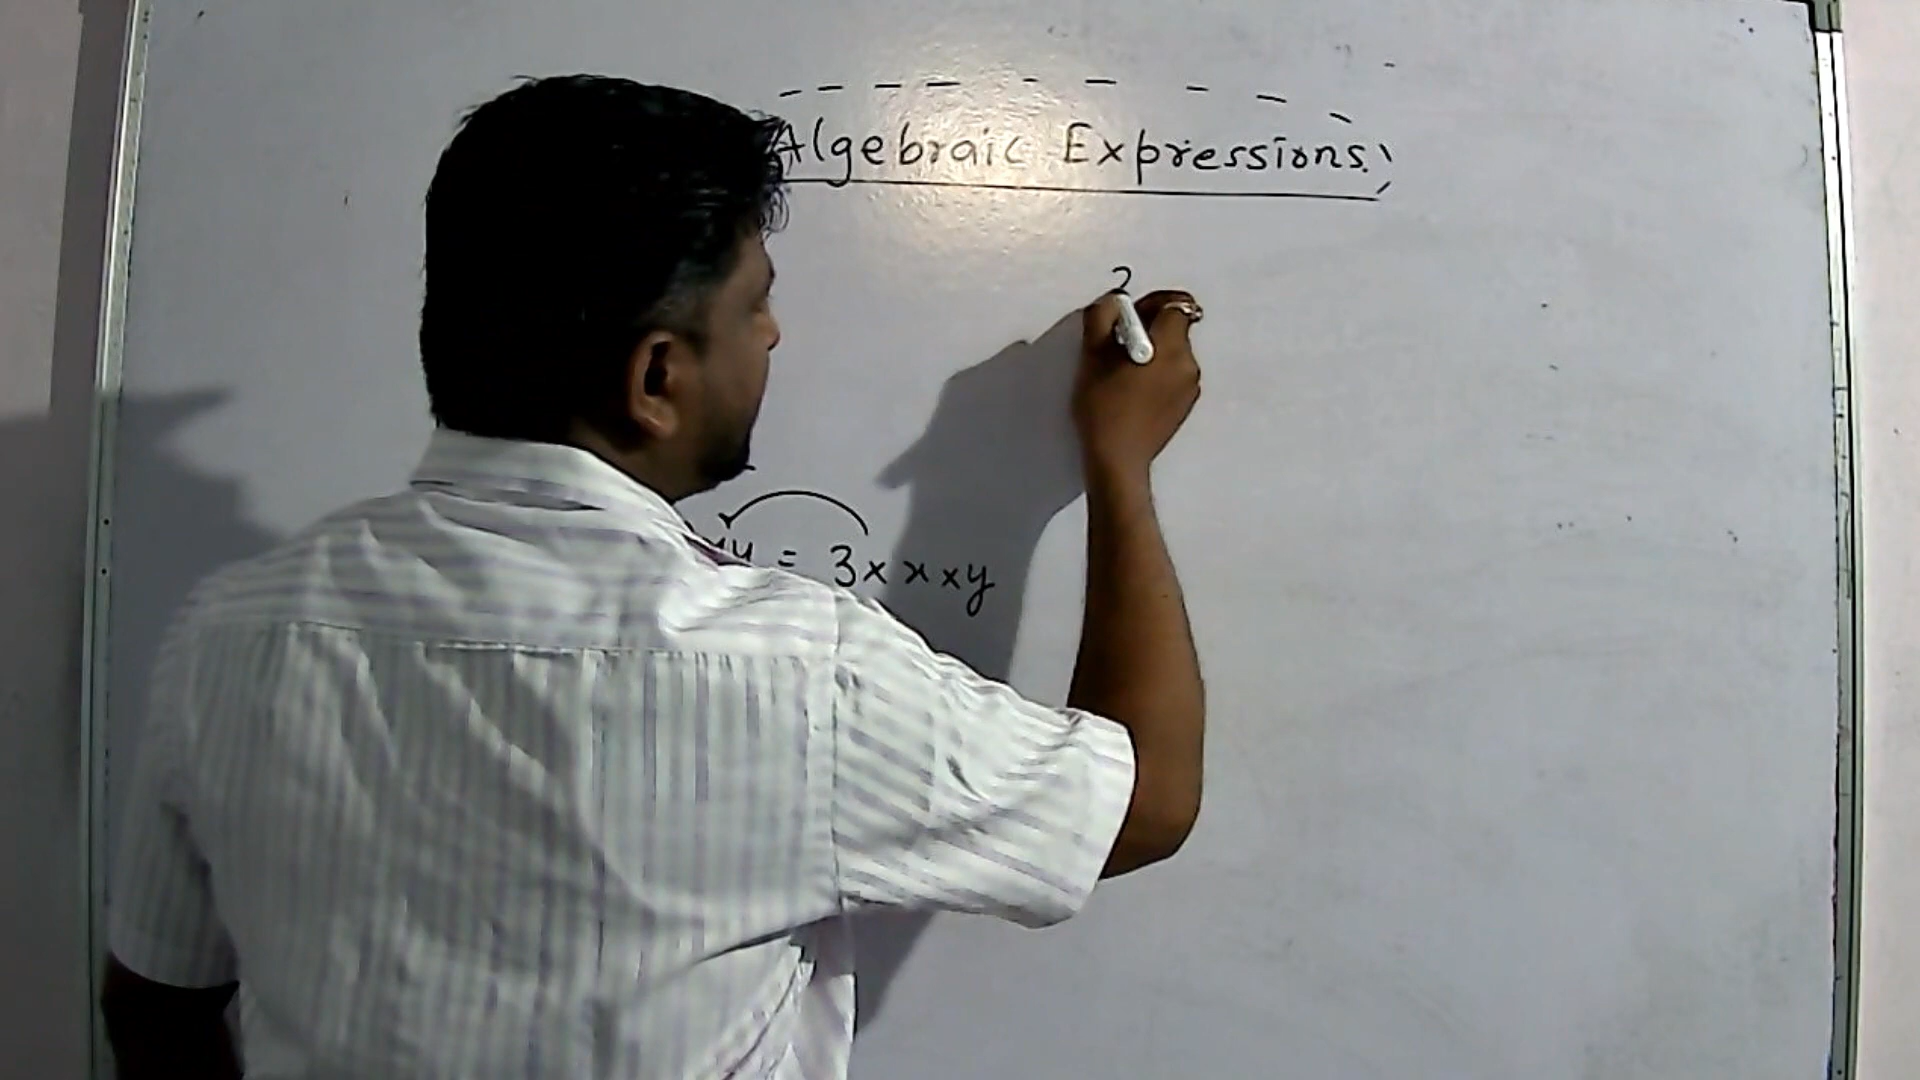 Algebraic Expressions.
2
y = 3 x x x y